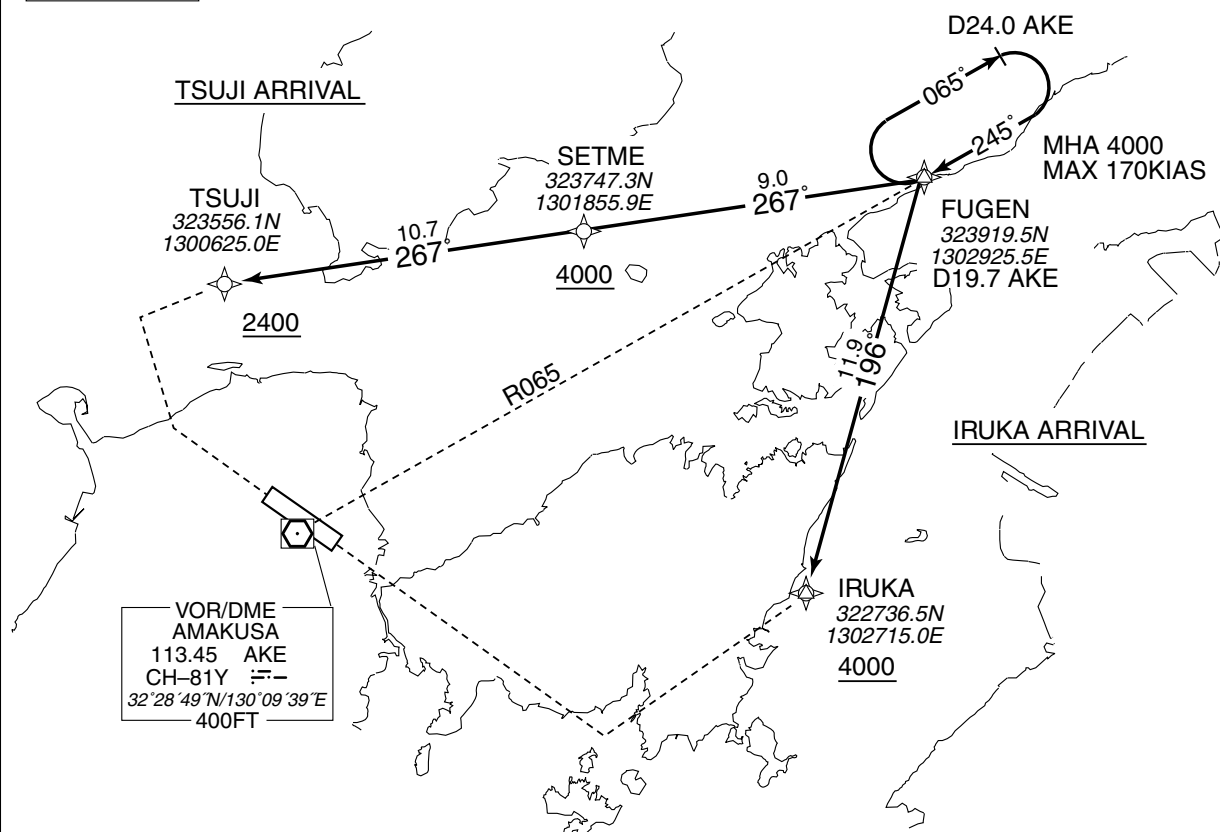 D24.0 AKE
065°
245°
MHA 4000
MAX 170KIAS
TSUJI ARRIVAL
SETME
323747.3N
1301855.9E
4000
9.0
267°
TSUJI
323556.1N
1300625.0E
2400
10.7
267°
FUGEN
323919.5N
1302925.5E
D19.7 AKE
R065
11.9
196°
IRUKA ARRIVAL
IRUKA
322736.5N
1302715.0E
4000
VOR/DME
AMAKUSA
113.45 AKE
CH–81Y
32°28´49˝N/130°09´39˝E
400FT